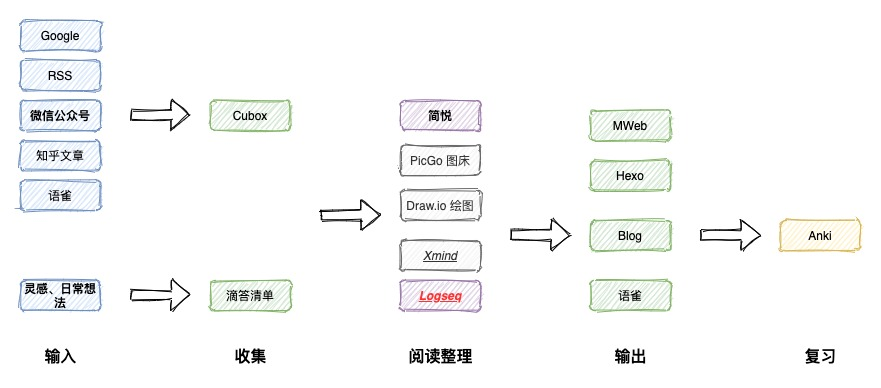 Google
RSS
微信公众号
知乎文章
语雀
灵感、日常想
法
输入
Cubox
滴答清单
收集
简悦
PicGo 图床
Draw.io 绘图
Xmind
Logseq
阅读整理
MWeb
Hexo
Blog
语雀
输出
Anki
复习